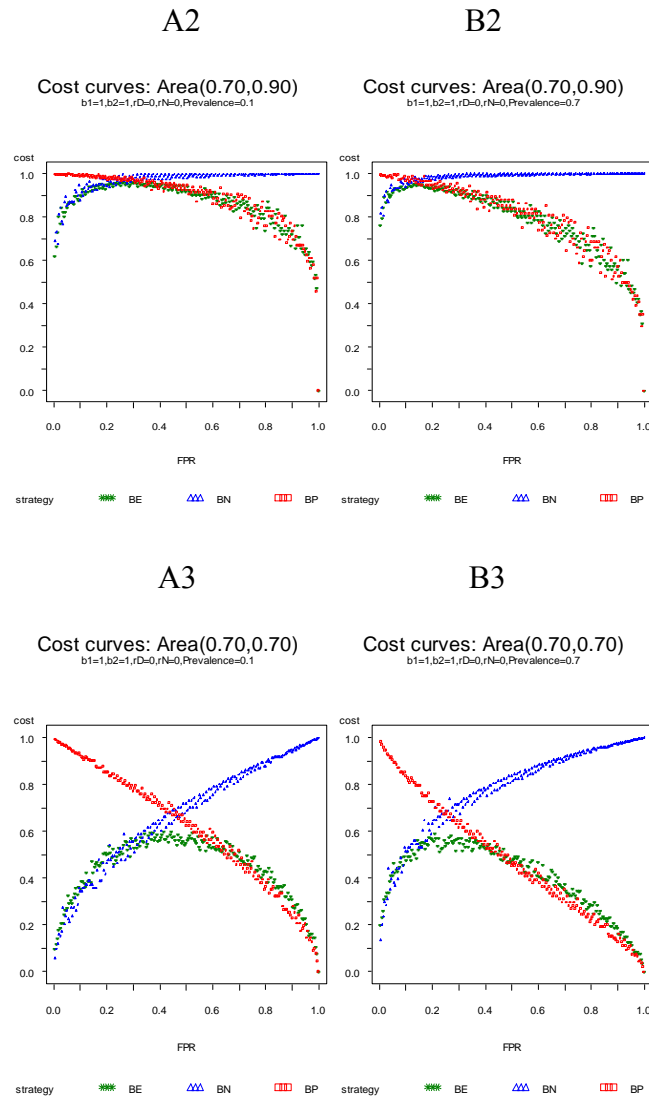 A2 B2
Cost curves: Area(0.70,0.90) Cost curves: Area(0.70,0.90)
b1=1,b2=1,rD=0,rN=0,Prevalence=0.1 b1=1,b2=1,rD=0,rN=0,Prevalence=0.7
cost cost
1.0 1.0
0.8 0.8
0.6 0.6
0.4 0.4
0.2 0.2
0.0 0.0
0.0 0.2 0.4 0.6 0.8 1.0 0.0 0.2 0.4 0.6 0.8 1.0
FPR FPR
strategy BE BN BP strategy BE BN BP
A3 B3
Cost curves: Area(0.70,0.70) Cost curves: Area(0.70,0.70)
b1=1,b2=1,rD=0,rN=0,Prevalence=0.1 b1=1,b2=1,rD=0,rN=0,Prevalence=0.7
cost cost
1.0 1.0
0.8 0.8
0.6 0.6
0.4 0.4
0.2 0.2
0.0 0.0
0.0 0.2 0.4 0.6 0.8 1.0 0.0 0.2 0.4 0.6 0.8 1.0
FPR FPR
strategy BE BN BP strategy BE BN BP